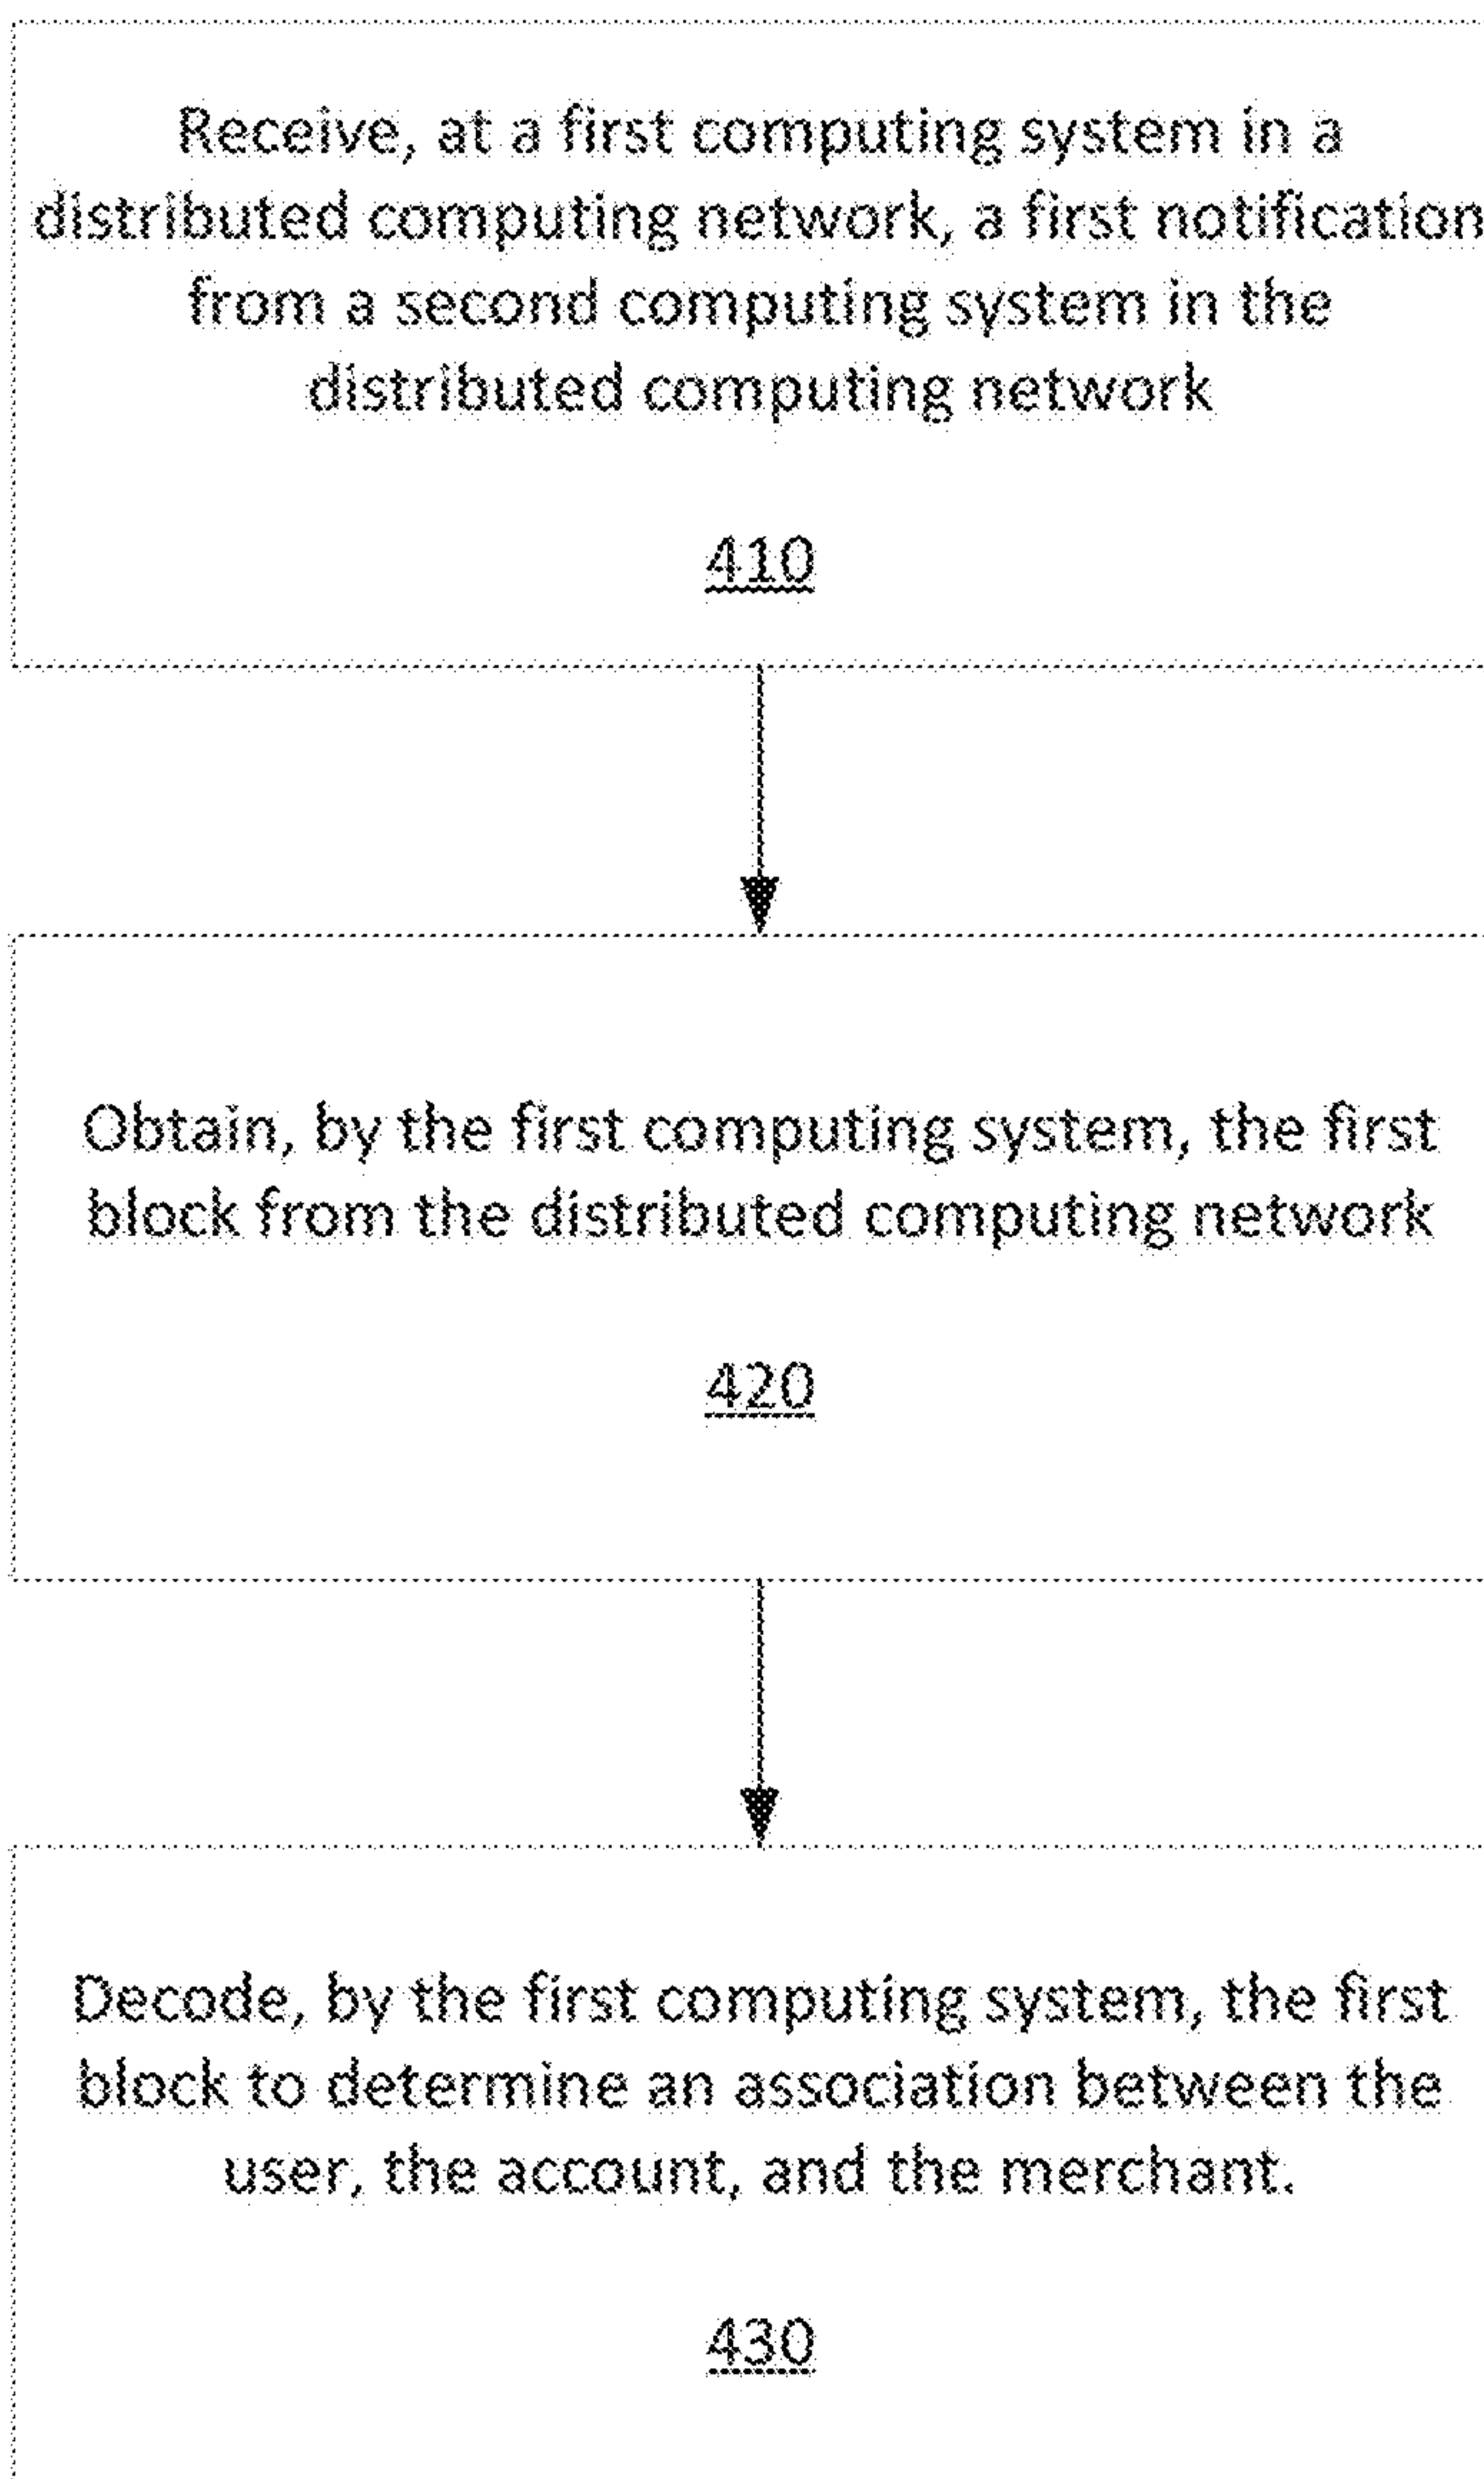 Receive, at a first computing system in a
distributed computing network, a first notification
from a second computing system in the
distributed computing network
410
Obtain, by the first computing system, the first
block from the distributed computing network
420
Decode, by the first computing system, the first
block to determine an association between the
user, the account, and the merchant.
430